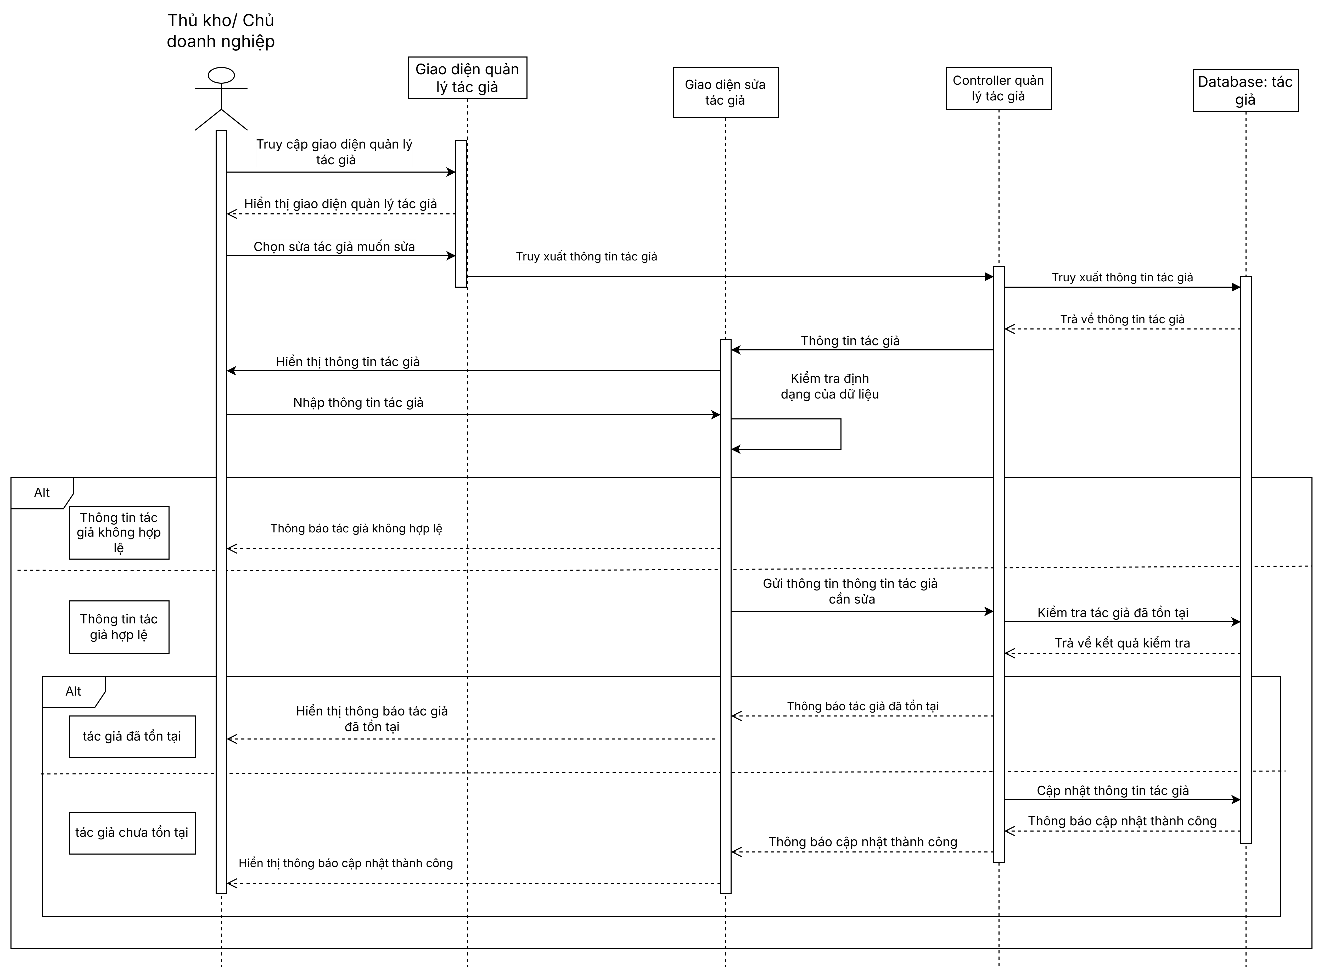 Thủ kho/ Chủ
doanh nghiệp
Giao diện quản
lý tác giả
Giao diện sửa
tác giả
Controller quản
lý tác giả
Database: tác
giả
Truy cập giao diện quản lý
tác giả
Hiển thị giao diện quản lý tác giả
Chọn sửa tác giả muốn sửa
Truy xuất thông tin tác giả
Truy xuất thông tin tác giả
Trả về thông tin tác giả
Thông tin tác giả
Hiển thị thông tin tác giả
Kiểm tra định
dạng của dữ liệu
Nhập thông tin tác giả
Alt
Thông tin tác
giả không hợp
lệ
Thông báo tác giả không hợp lệ
Gửi thông tin thông tin tác giả
cần sửa
Thông tin tác
giả hợp lệ
Kiểm tra tác giả đã tồn tại
Trả về kết quả kiểm tra
Alt
Thông báo tác giả đã tồn tại
Hiển thị thông báo tác giả
đã tồn tại
tác giả đã tồn tại
Cập nhật thông tin tác giả
Thông báo cập nhật thành công
tác giả chưa tồn tại
Thông báo cập nhật thành công
Hiển thị thông báo cập nhật thành công